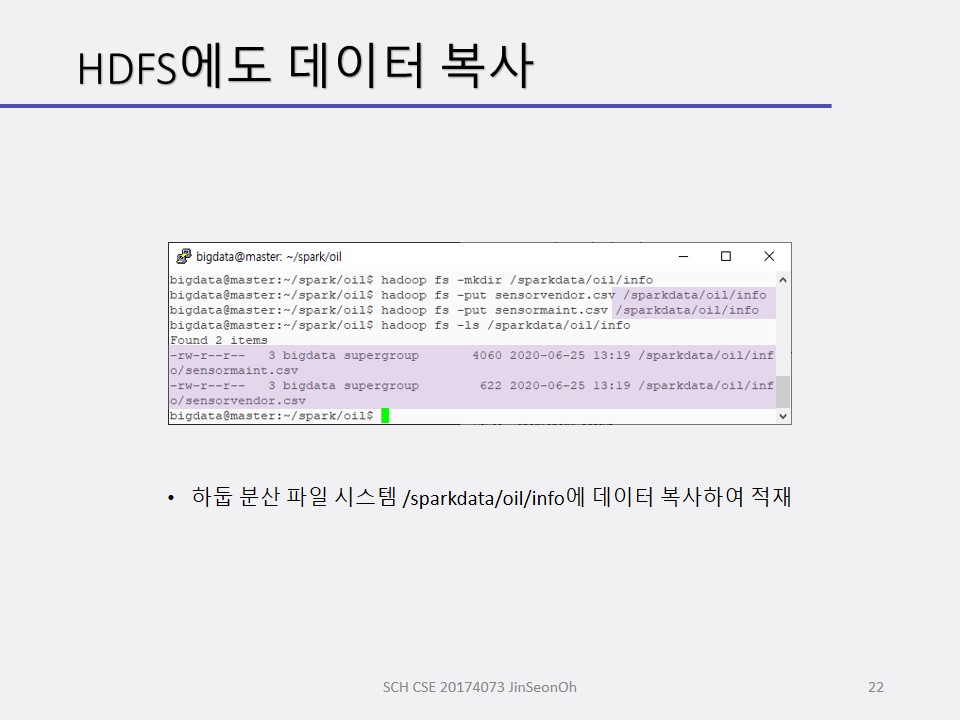 HDFS에도 데이터 복사
bigdata@master: ~/spark/oil
bigdata@master:~/spark/oil$ hadoop fs -mkdir /sparkdata/oil/info
bigdata@master:~/spark/oil$ hadoop fs -put sensorvendor.csv /sparkdata/oil/info
bigdata@master:~/spark/oil$ hadoop fs -put sensormaint.csv /sparkdata/oil/info
bigdata@master:~/spark/oil$ hadoop fs -ls /sparkdata/oil/info
Found 2 items
-rw-r--r--   3 bigdata supergroup       4060 2020-06-25 13:19 /sparkdata/oil/inf
o/sensormaint.csv
-rw-r--r--   3 bigdata supergroup        622 2020-06-25 13:19 /sparkdata/oil/inf
o/sensorvendor.csv
bigdata@master:~/spark/oil$
• 하둡 분산 파일 시스템 /sparkdata/oil/info에 데이터 복사하여 적재
SCH CSE 20174073 JinSeonOh
22